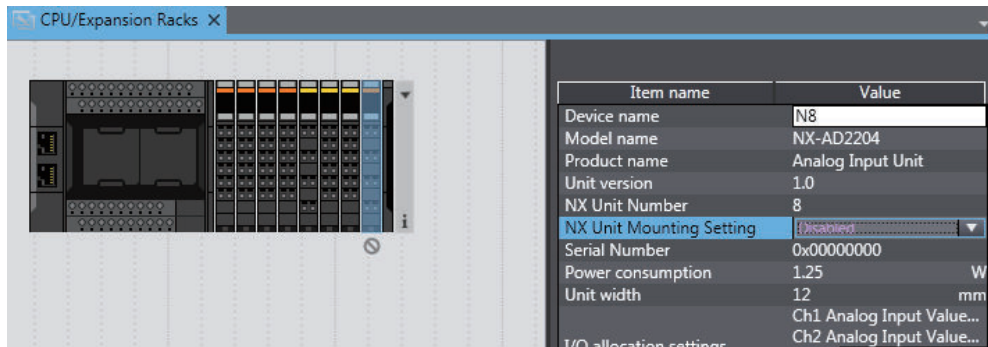 CPU/Expansion Racks X
Item name Value
Device name N8
Model name NX-AD2204
Product name Analog Input Unit
Unit version 1.0
NX Unit Number 8
NX Unit Mounting Setting Disabled
Serial Number 0x00000000
Power consumption 1.25 W
Unit width 12 mm
Ch1 Analog Input Value...
Ch2 Analog Input Value...
I/O allocation settings
i